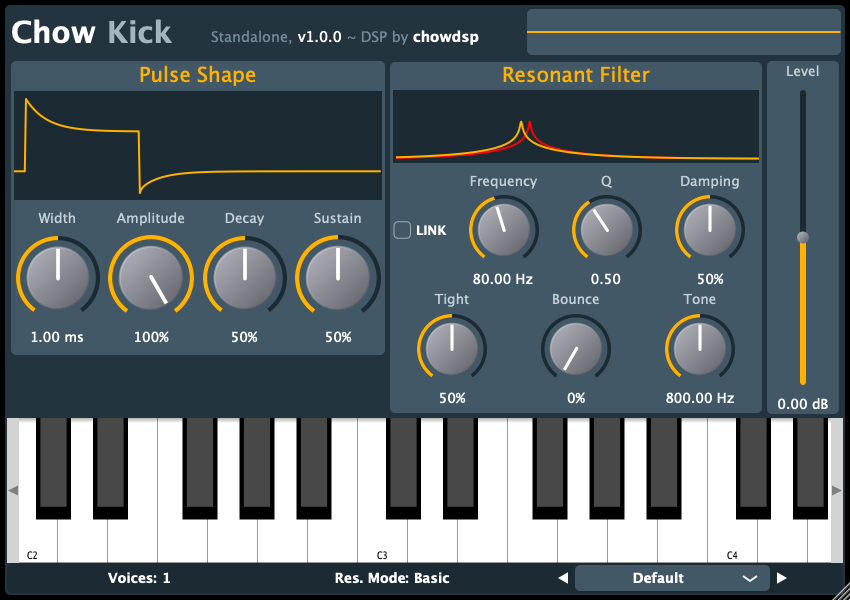 Chow Kick
Standalone, v1.0.0 ~ DSP by chowdsp
Pulse Shape
Width Amplitude Decay Sustain
1.00 ms 100% 50% 50%
Resonant Filter
Frequency Q Damping
LINK
80.00 Hz 0.50 50%
Tight Bounce Tone
50% 0% 800.00 Hz
Level
0.00 dB
C2 C3 C4
Voices: 1 Res. Mode: Basic Default